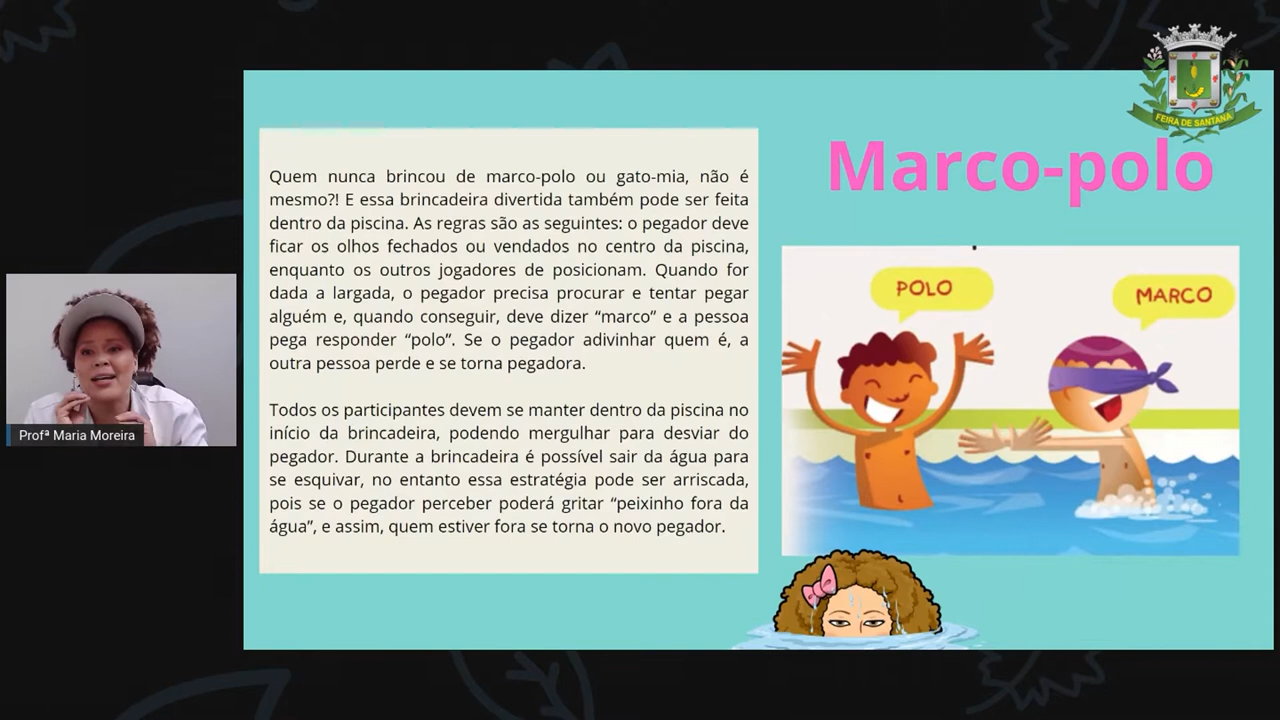 FEIRA DE SANTANA
Marco-polo
Quem nunca brincou de marco-polo ou gato-mia, não é
mesmo?! E essa brincadeira divertida também pode ser feita
dentro da piscina. As regras são as seguintes: o pegador deve
ficar os olhos fechados ou vendados no centro da piscina,
enquanto os outros jogadores de posicionam. Quando for
dada a largada, o pegador precisa procurar e tentar pegar
alguém e, quando conseguir, deve dizer “marco” e a pessoa
pega responder “polo”. Se o pegador adivinhar quem é, a
outra pessoa perde e se torna pegadora.
Todos os participantes devem se manter dentro da piscina no
início da brincadeira, podendo mergulhar para desviar do
pegador. Durante a brincadeira é possível sair da água para
se esquivar, no entanto essa estratégia pode ser arriscada,
pois se o pegador perceber poderá gritar “peixinho fora da
água”, e assim, quem estiver fora se torna o novo pegador.
POLO
MARCO
Profª Maria Moreira